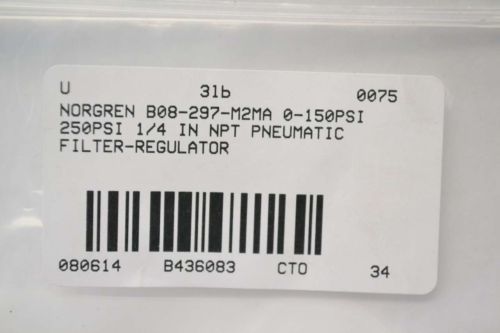 U 3lb 0075
NORGREN B08-297-M2MA 0-150PSI
250PSI 1/4 IN NPT PNEUMATIC
FILTER-REGULATOR
080614 B436083 CTO 34